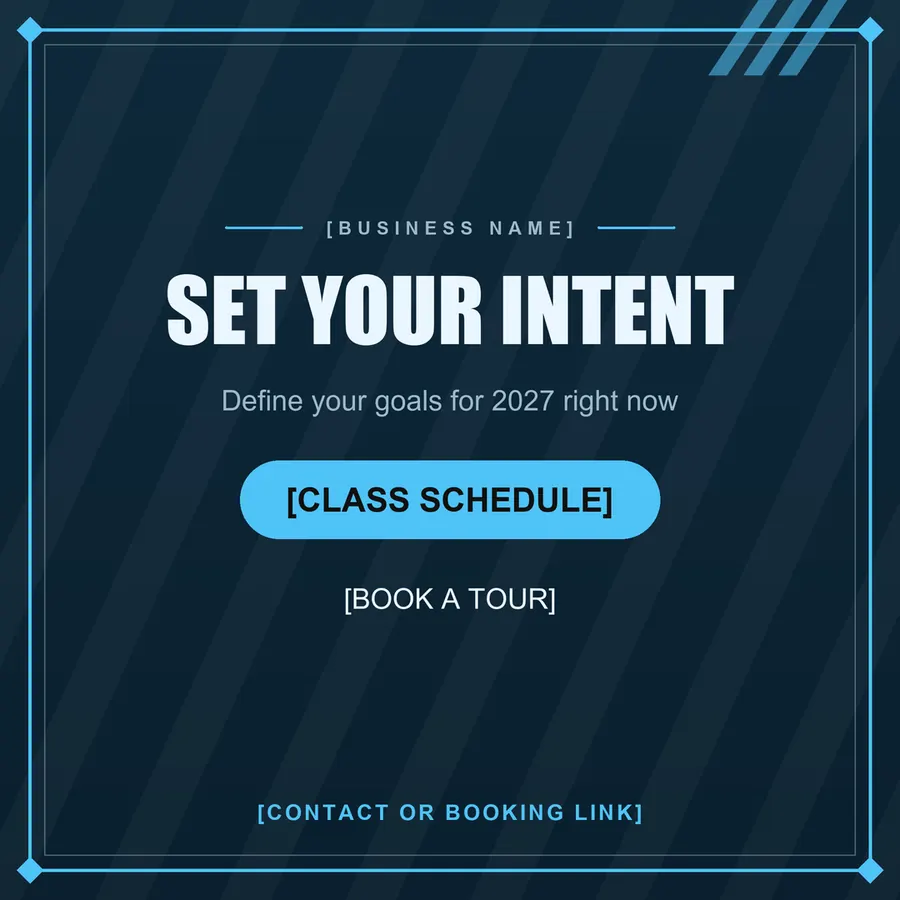 [BUSINESS NAME]
SET YOUR INTENT
Define your goals for 2027 right now
[CLASS SCHEDULE]
[BOOK A TOUR]
[CONTACT OR BOOKING LINK]